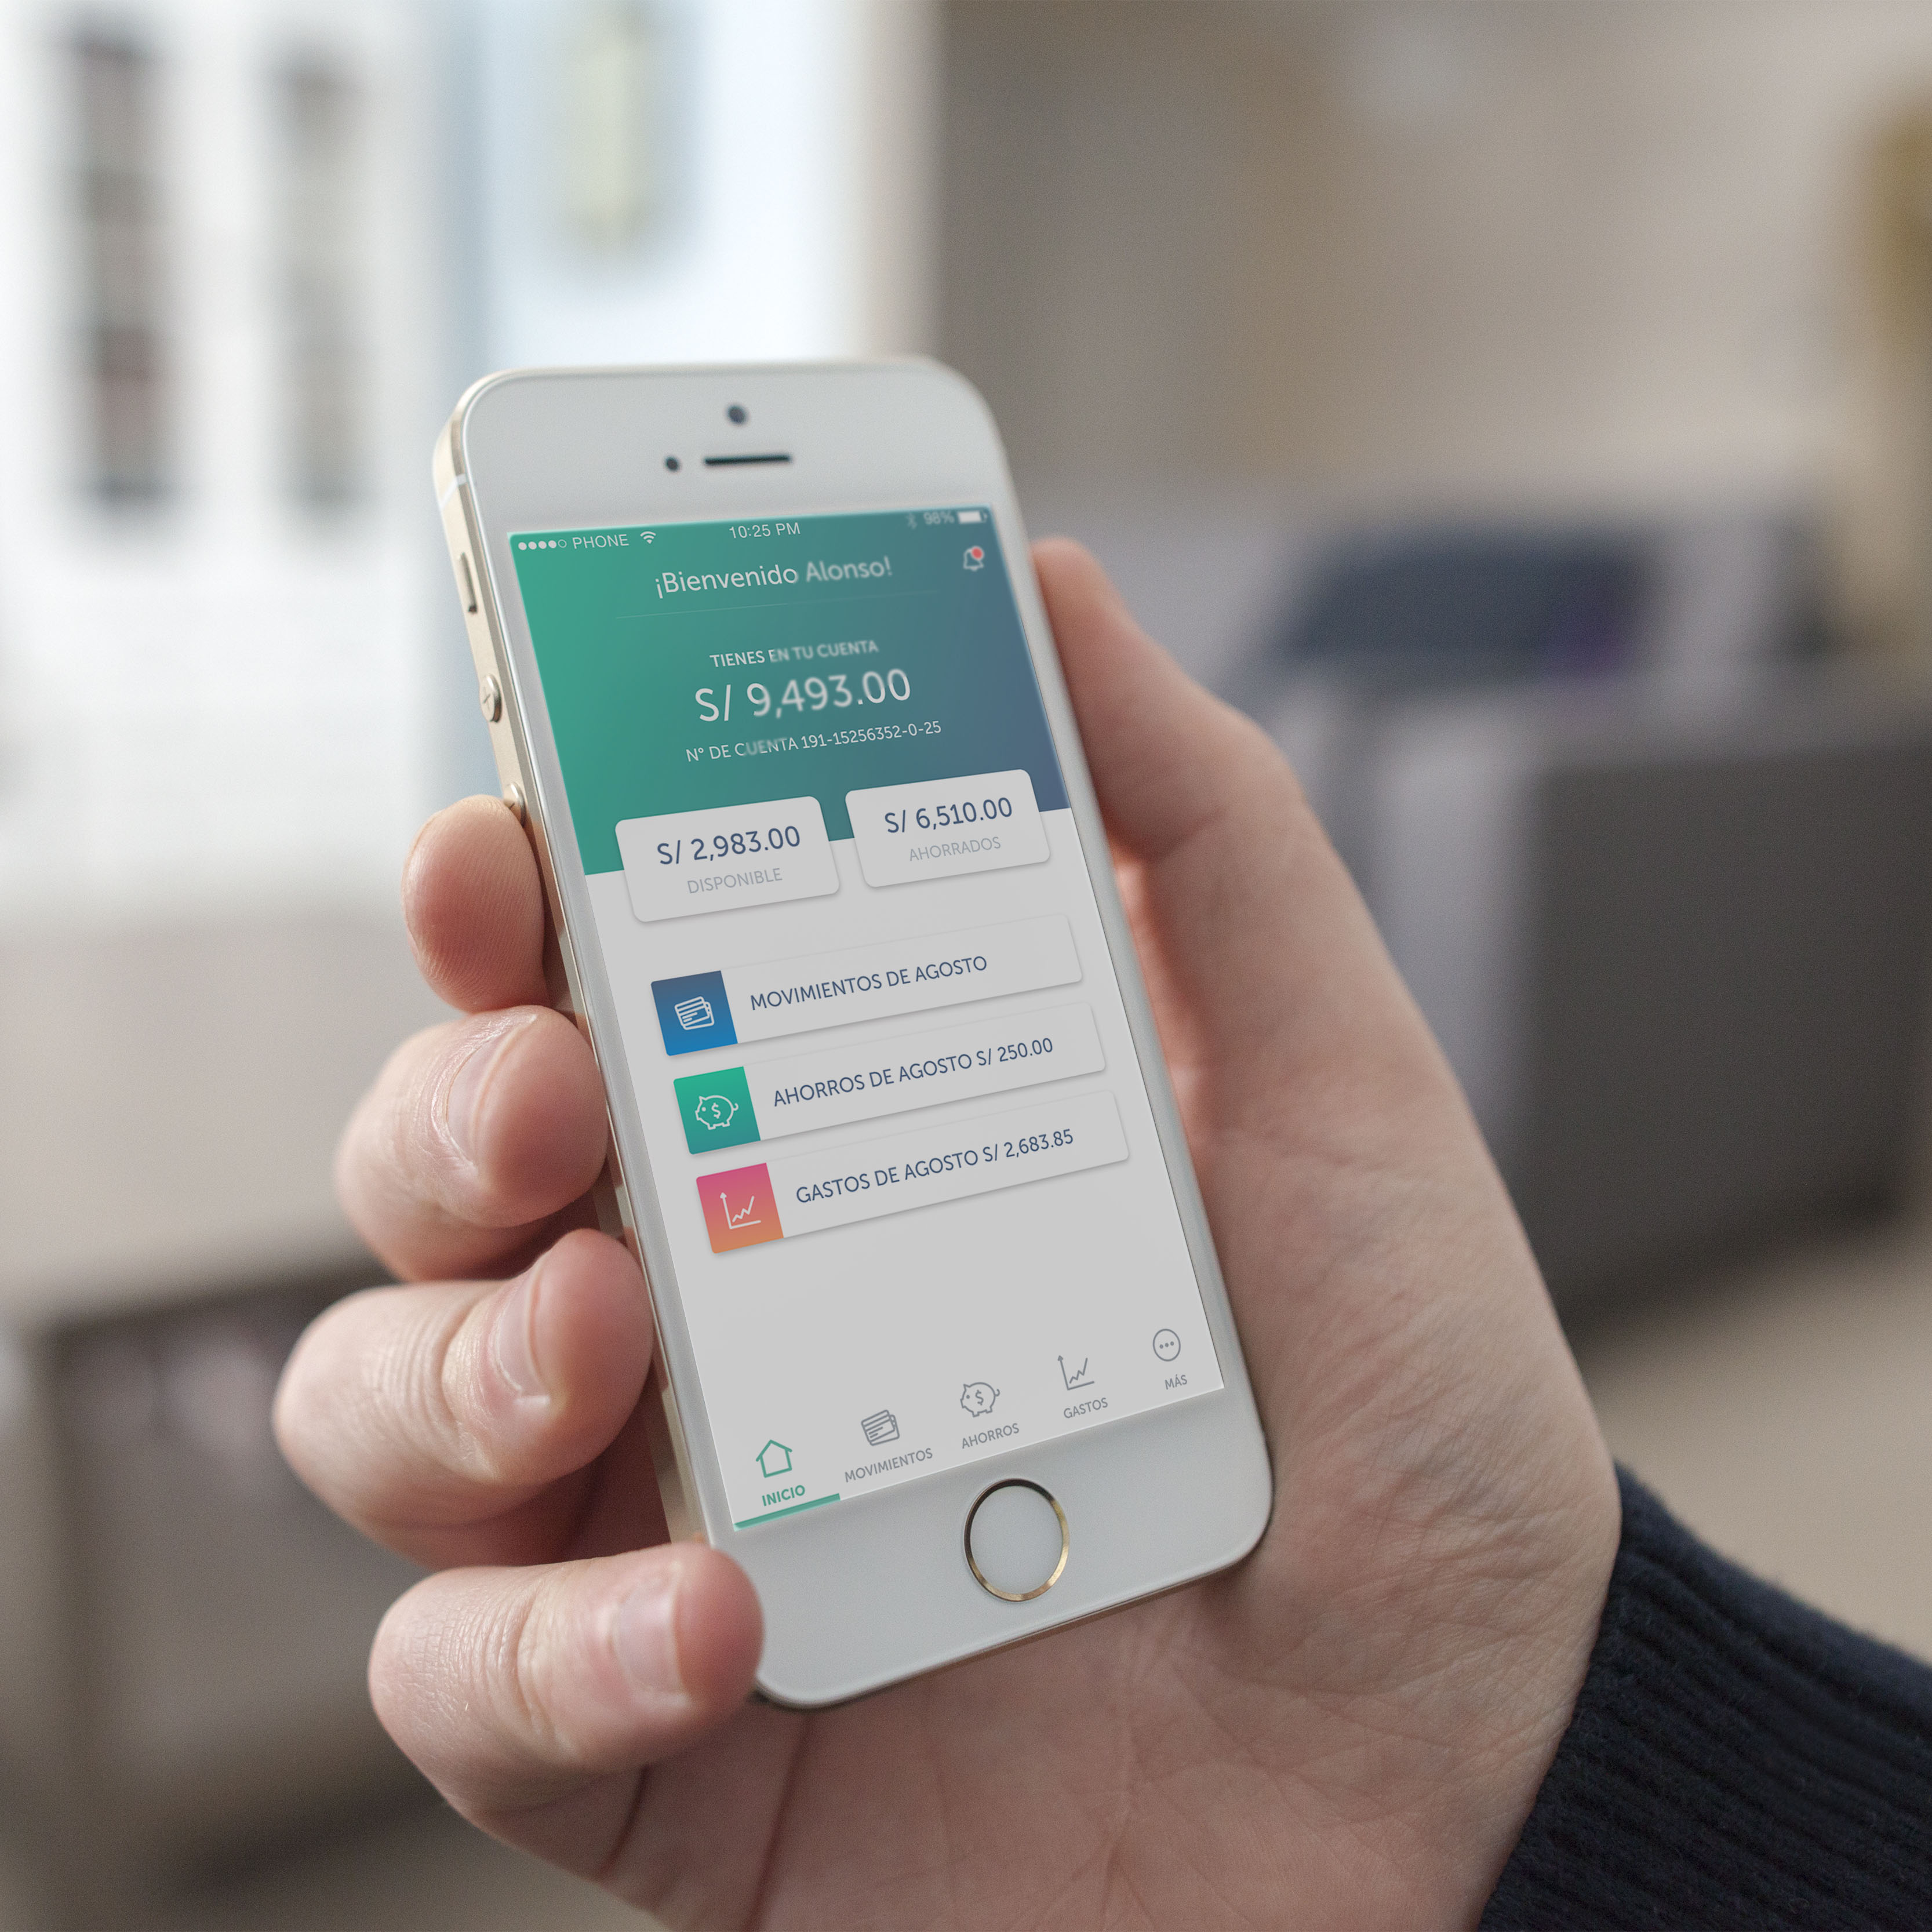 PHONE 10:25 PM 98%
¡Bienvenido Alonso!
TIENES EN TU CUENTA
S/ 9,493.00
N° DE CUENTA 191-15256352-0-25
S/ 2,983.00
DISPONIBLE
S/ 6,510.00
AHORRADOS
MOVIMIENTOS DE AGOSTO
AHORROS DE AGOSTO S/ 250.00
GASTOS DE AGOSTO S/ 2,683.85
INICIO
MOVIMIENTOS
AHORROS
GASTOS
MÁS